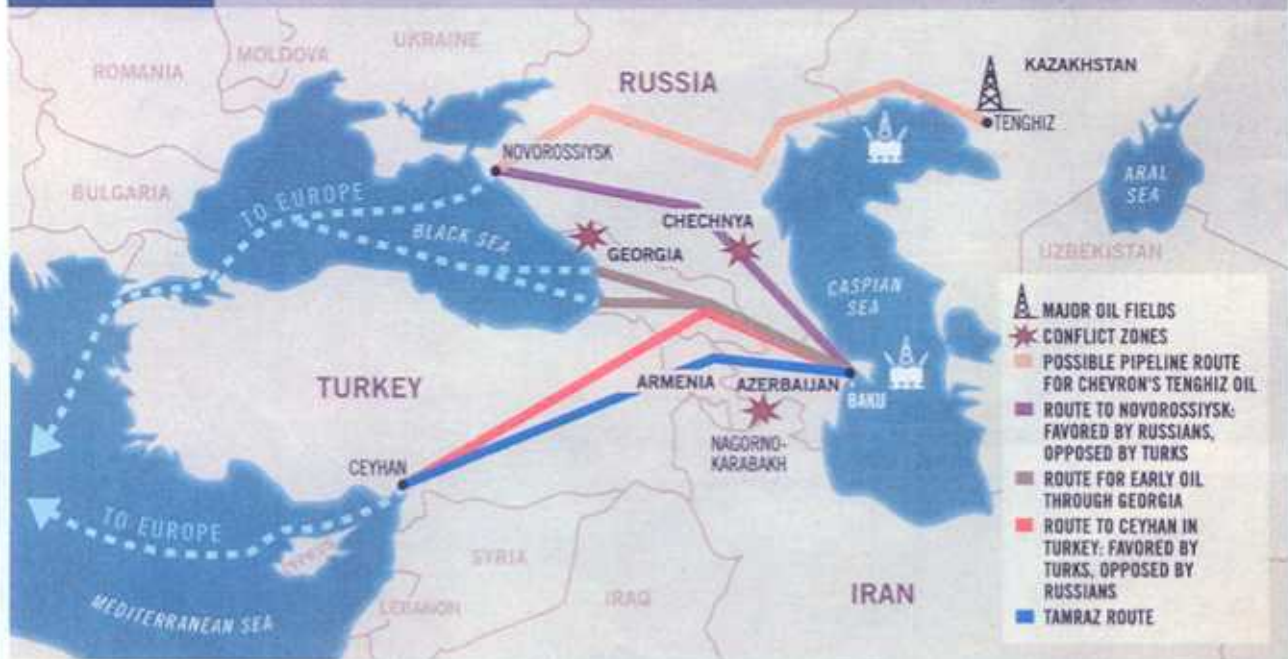 UKRAINE
MOLDOVA
ROMANIA
RUSSIA
KAZAKHSTAN
TENGHIZ
NOVOROSSIYSK
ARAL
SEA
BULGARIA
TO EUROPE
BLACK SEA
CHECHNYA
GEORGIA
UZBEKISTAN
CASPIAN
SEA
TURKEY
ARMENIA
AZERBAIJAN
BAKU
NAGORNO-
KARABAKH
CEYHAN
TO EUROPE
CYPRUS
SYRIA
LEBANON
IRAQ
IRAN
MEDITERRANEAN SEA
MAJOR OIL FIELDS
CONFLICT ZONES
POSSIBLE PIPELINE ROUTE
FOR CHEVRON'S TENGHIZ OIL
ROUTE TO NOVOROSSIYSK:
FAVORED BY RUSSIANS,
OPPOSED BY TURKS
ROUTE FOR EARLY OIL
THROUGH GEORGIA
ROUTE TO CEYHAN IN
TURKEY: FAVORED BY
TURKS, OPPOSED BY
RUSSIANS
TAMRAZ ROUTE